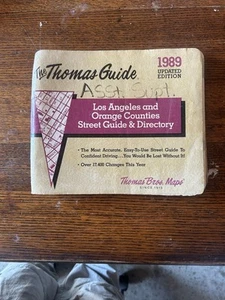 The Thomas Guide
1989
UPDATED
EDITION
ASST. Supt.
Los Angeles and
Orange Counties
Street Guide & Directory
• The Most Accurate, Easy-To-Use Street Guide To
Confident Driving... You Would Be Lost Without It!
• Over 17,400 Changes This Year
Thomas Bros. Maps
SINCE 1915